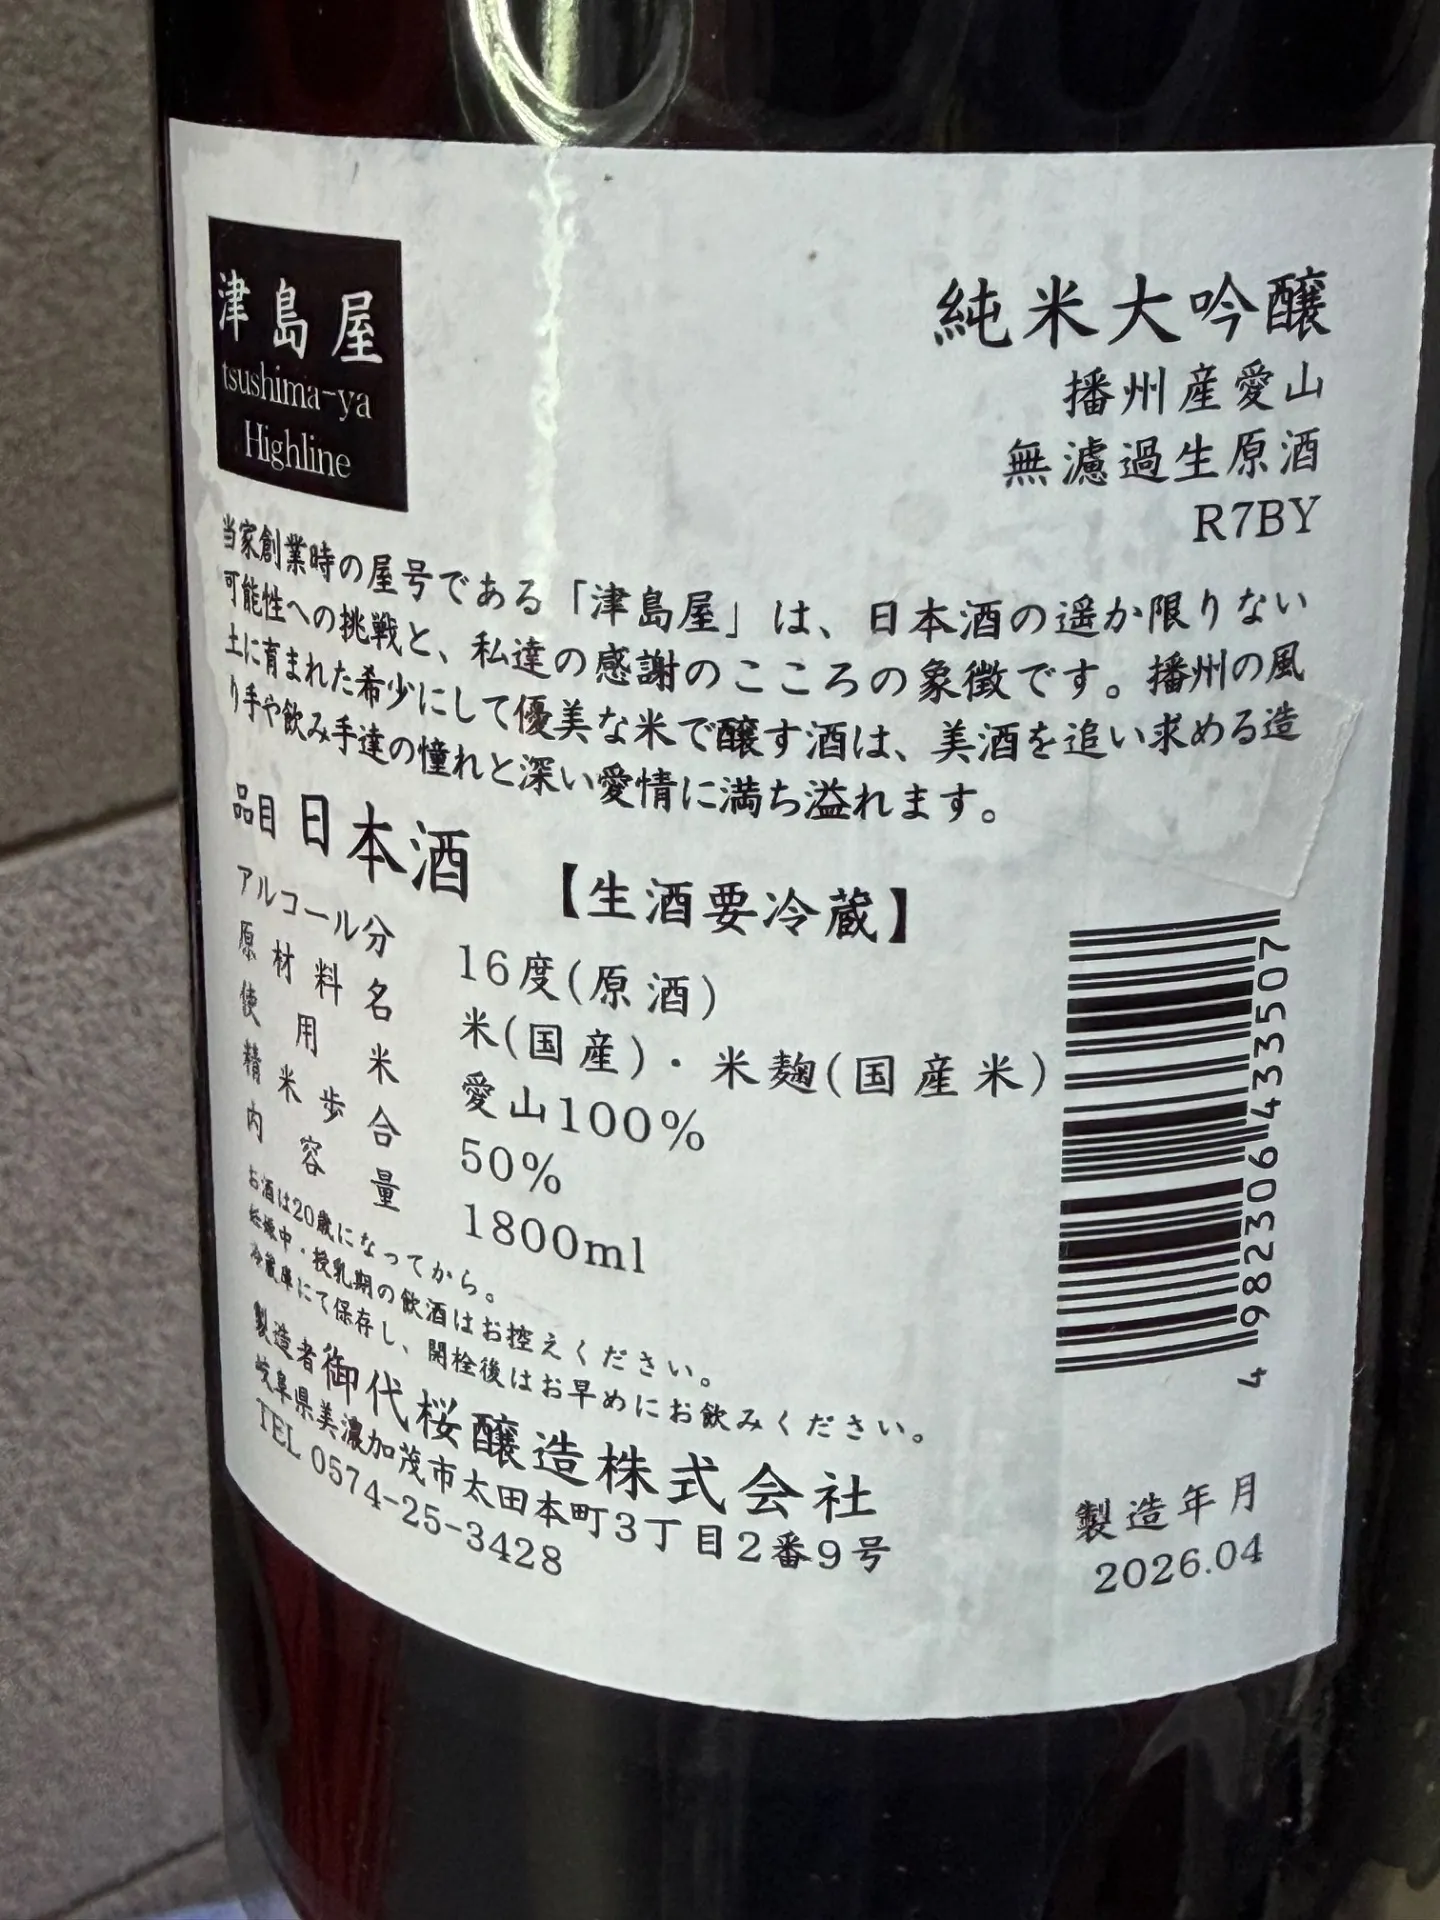 津島屋
tsushima-ya
Highline
純米大吟醸
播州産愛山
無濾過生原酒
R7BY
当家創業時の屋号である「津島屋」は、日本酒の遥か限りない
可能性への挑戦と、私達の感謝のこころの象徴です。播州の風
土に育まれた希少にして優美な米で醸す酒は、美酒を追い求める造
り手や飲み手達の憧れと深い愛情に満ち溢れます。
品目 日本酒 【生酒要冷蔵】
アルコール分 16度(原酒)
原材料名 米(国産)・米麹(国産米)
使用米 愛山100%
精米歩合 50%
内容量 1800ml
お酒は20歳になってから。
妊娠中・授乳期の飲酒はお控えください。
冷蔵庫にて保存し、開栓後はお早めにお飲みください。
製造者 御代桜醸造株式会社
岐阜県美濃加茂市太田本町3丁目2番9号
TEL 0574-25-3428
4 982306 433507
製造年月
2026.04